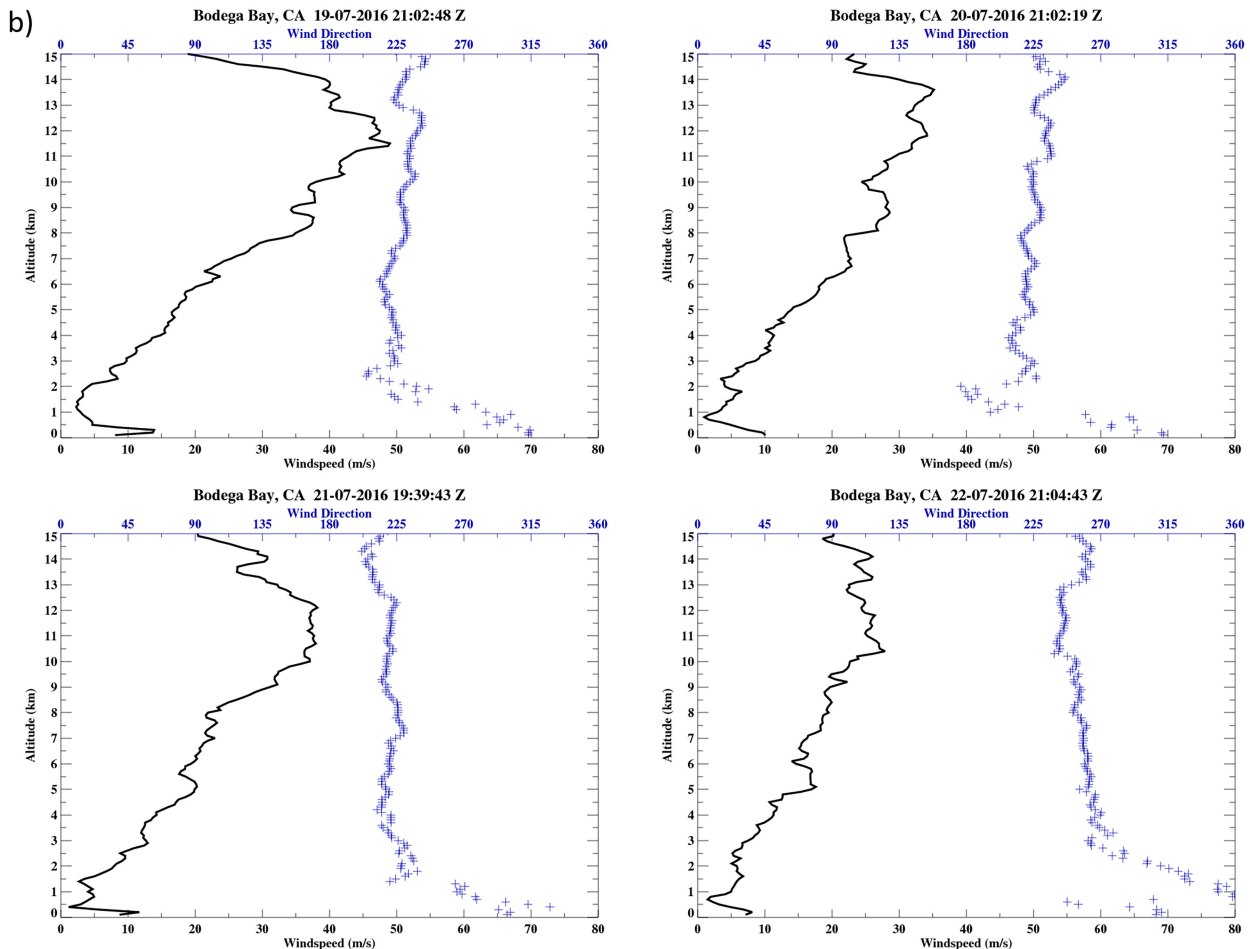 b)
Bodega Bay, CA 19-07-2016 21:02:48 Z
Wind Direction
0 45 90 135 180 225 270 315 360
15
14
13
12
11
10
9
8
7
6
5
4
3
2
1
0
Altitude (km)
0 10 20 30 40 50 60 70 80
Windspeed (m/s)
Bodega Bay, CA 20-07-2016 21:02:19 Z
Wind Direction
0 45 90 135 180 225 270 315 360
15
14
13
12
11
10
9
8
7
6
5
4
3
2
1
0
Altitude (km)
0 10 20 30 40 50 60 70 80
Windspeed (m/s)
Bodega Bay, CA 21-07-2016 19:39:43 Z
Wind Direction
0 45 90 135 180 225 270 315 360
15
14
13
12
11
10
9
8
7
6
5
4
3
2
1
0
Altitude (km)
0 10 20 30 40 50 60 70 80
Windspeed (m/s)
Bodega Bay, CA 22-07-2016 21:04:43 Z
Wind Direction
0 45 90 135 180 225 270 315 360
15
14
13
12
11
10
9
8
7
6
5
4
3
2
1
0
Altitude (km)
0 10 20 30 40 50 60 70 80
Windspeed (m/s)